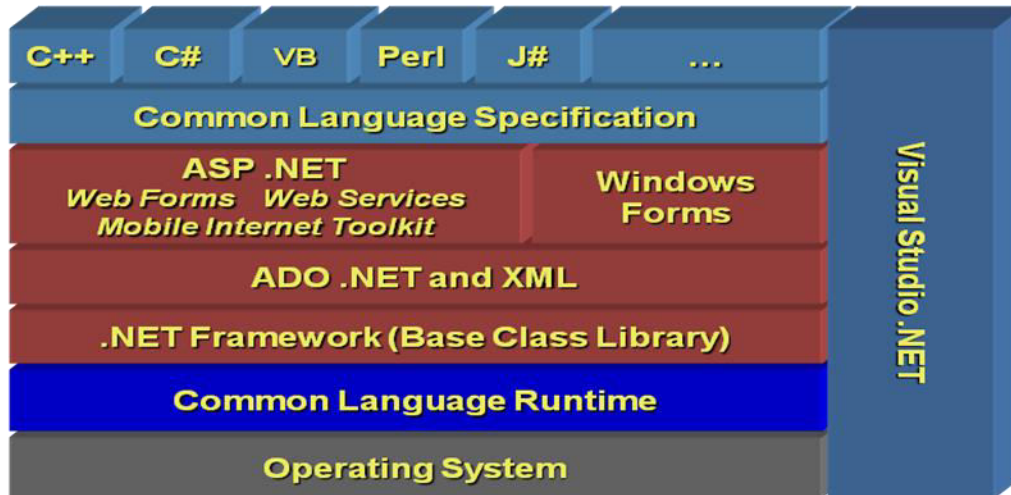 C++ C# VB Perl J# ...
Common Language Specification
ASP .NET
Web Forms Web Services
Mobile Internet Toolkit
Windows
Forms
ADO .NET and XML
.NET Framework (Base Class Library)
Common Language Runtime
Operating System
Visual Studio .NET